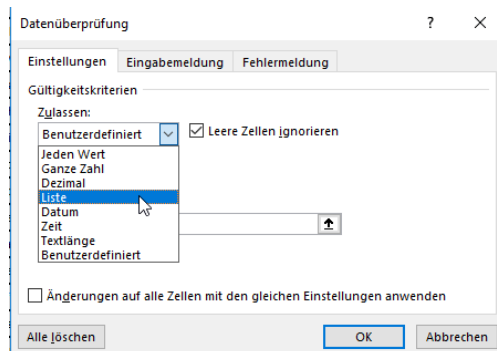 Datenüberprüfung ? ×
Einstellungen Eingabemeldung Fehlermeldung
Gültigkeitskriterien
Zulassen:
Benutzerdefiniert Leere Zellen ignorieren
Jeden Wert
Ganze Zahl
Dezimal
Liste
Datum
Zeit
Textlänge
Benutzerdefiniert
Änderungen auf alle Zellen mit den gleichen Einstellungen anwenden
Alle löschen OK Abbrechen